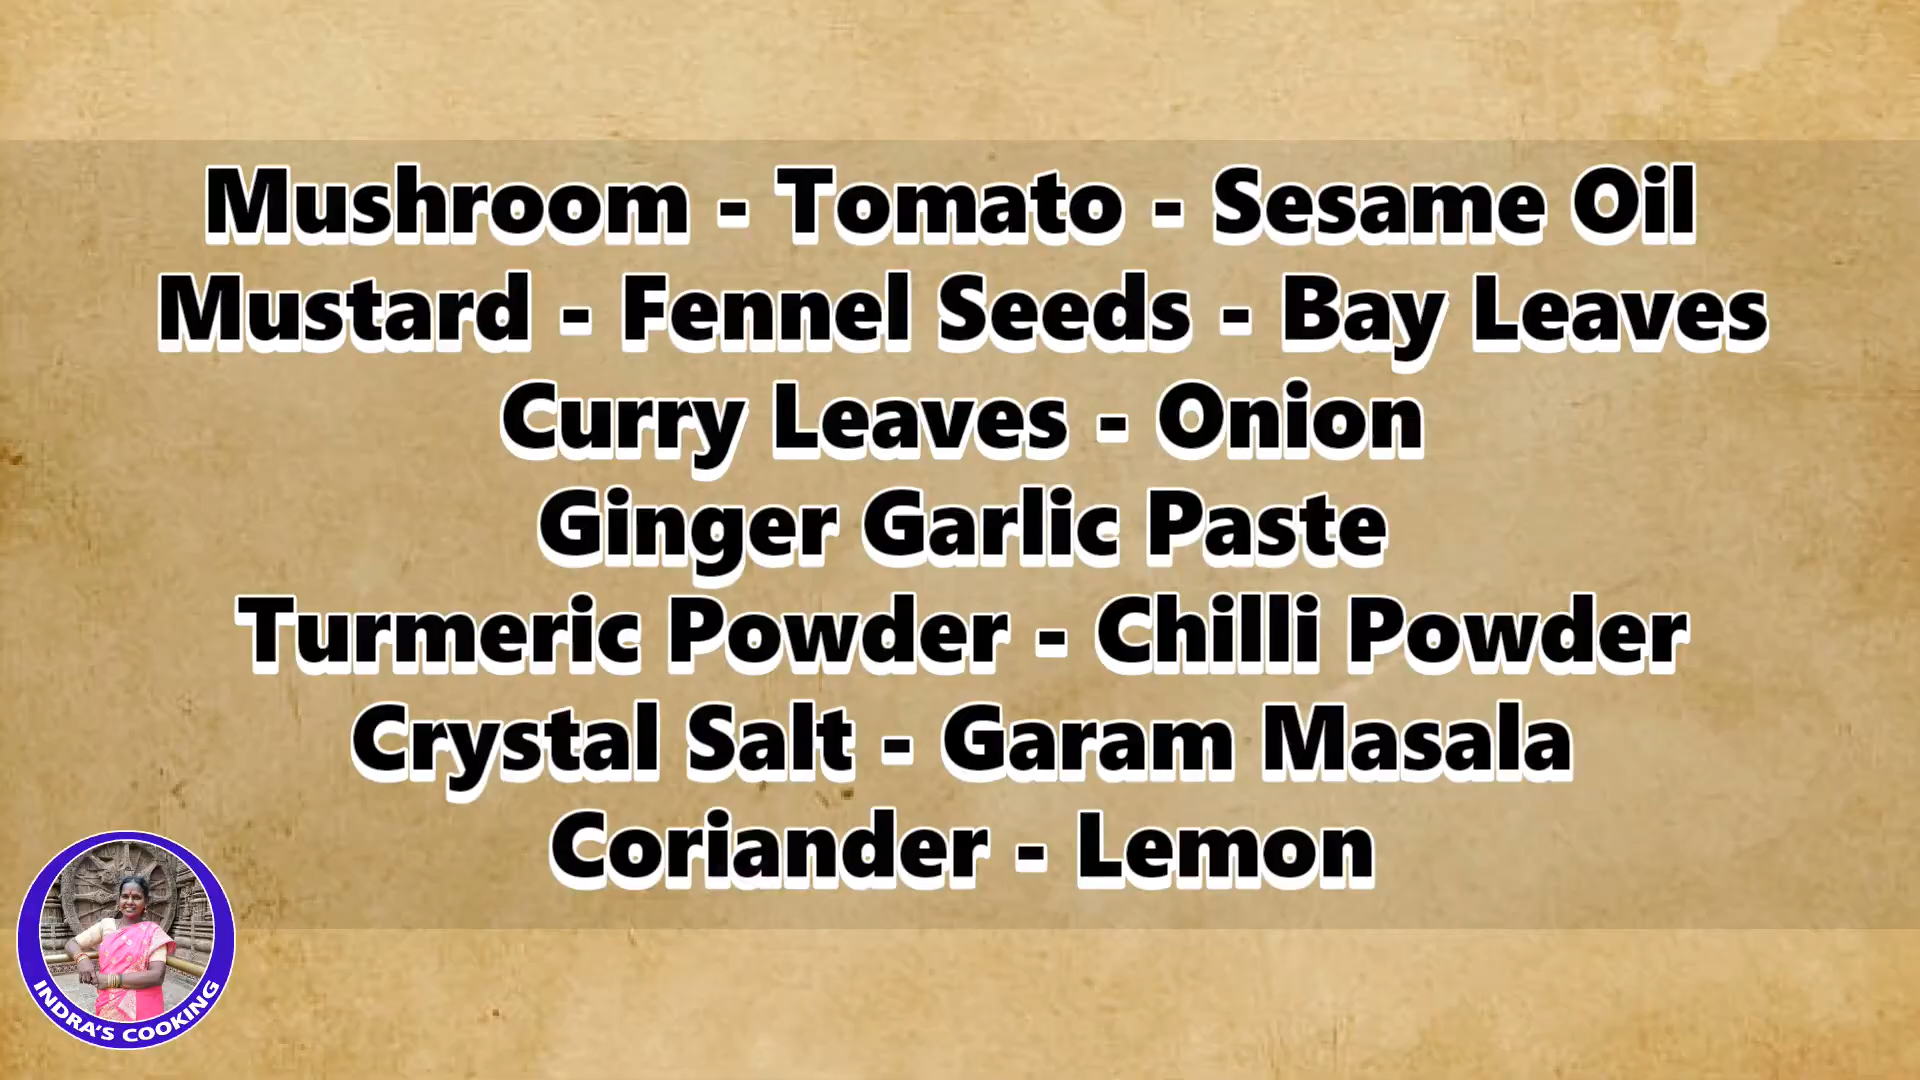 Mushroom - Tomato - Sesame Oil
Mustard - Fennel Seeds - Bay Leaves
Curry Leaves - Onion
Ginger Garlic Paste
Turmeric Powder - Chilli Powder
Crystal Salt - Garam Masala
Coriander - Lemon
INDRA'S COOKING